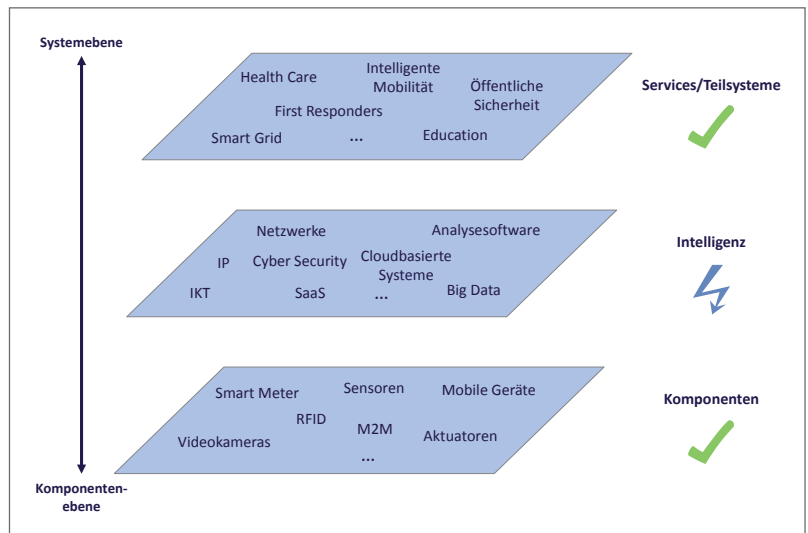 Systemebene
Health Care
Intelligente
Mobilität
Öffentliche
Sicherheit
First Responders
Smart Grid
...
Education
Services/Teilsysteme
Netzwerke
Analysesoftware
IP
Cyber Security
Cloudbasierte
Systeme
IKT
SaaS
...
Big Data
Intelligenz
Smart Meter
Sensoren
Mobile Geräte
RFID
M2M
Videokameras
Aktuatoren
...
Komponenten
Komponenten-
ebene